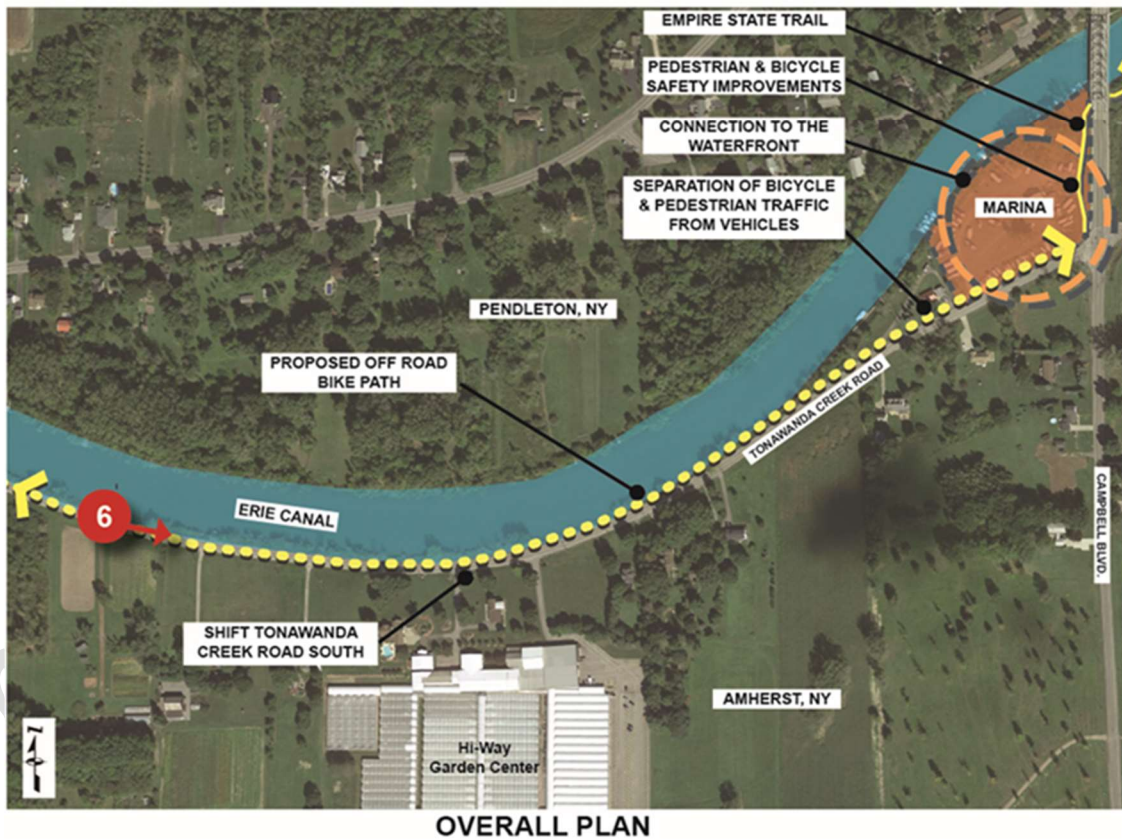 EMPIRE STATE TRAIL
PEDESTRIAN & BICYCLE
SAFETY IMPROVEMENTS
CONNECTION TO THE
WATERFRONT
SEPARATION OF BICYCLE
& PEDESTRIAN TRAFFIC
FROM VEHICLES
MARINA
PENDLETON, NY
PROPOSED OFF ROAD
BIKE PATH
TONAWANDA CREEK ROAD
CAMPBELL BLVD.
6
ERIE CANAL
SHIFT TONAWANDA
CREEK ROAD SOUTH
AMHERST, NY
Hi-Way
Garden Center
N
OVERALL PLAN